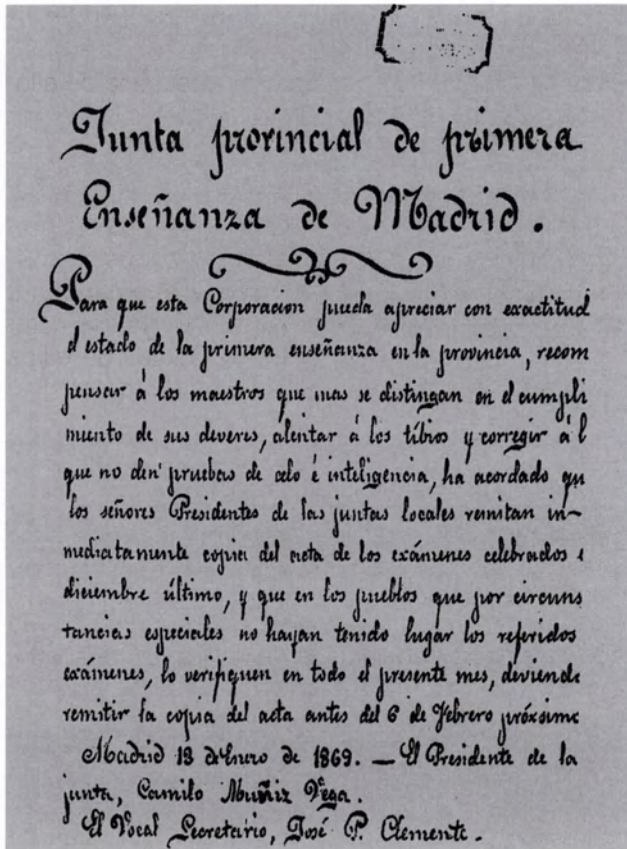 Junta provincial de primera
Enseñanza de Madrid.
Para que esta Corporacion pueda apreciar con exactitud
el estado de la primera enseñanza en la provincia, recom
pensar á los maestros que mas se distingan en el cumpli
miento de sus deveres, alentar á los tibios y corregir á l
que no den pruebas de celo é inteligencia, ha acordado qu
los señores Presidentes de las juntas locales remitan in-
mediatamente copia del acta de los exámenes celebrados e
diciembre último, y que en los pueblos que por circuns
tancias especiales no hayan tenido lugar los referidos
exámenes, lo verifiquen en todo el presente mes, deviende
remitir la copia del acta antes del 6 de Febrero próxime
Madrid 18 de Enero de 1869. — El Presidente de la
junta, Camilo Muñiz Vega.
El Vocal Secretario, José P. Clemente.